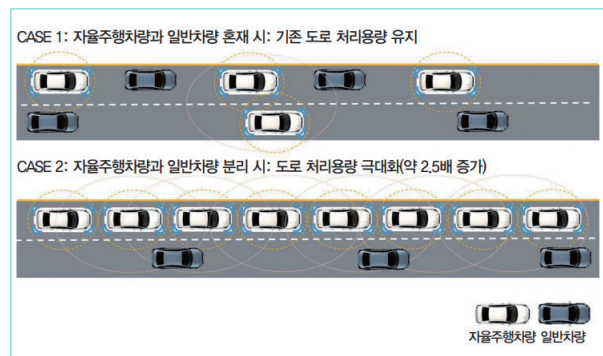 CASE 1: 자율주행차량과 일반차량 혼재 시: 기존 도로 처리용량 유지
CASE 2: 자율주행차량과 일반차량 분리 시: 도로 처리용량 극대화(약 2.5배 증가)
자율주행차량 일반차량